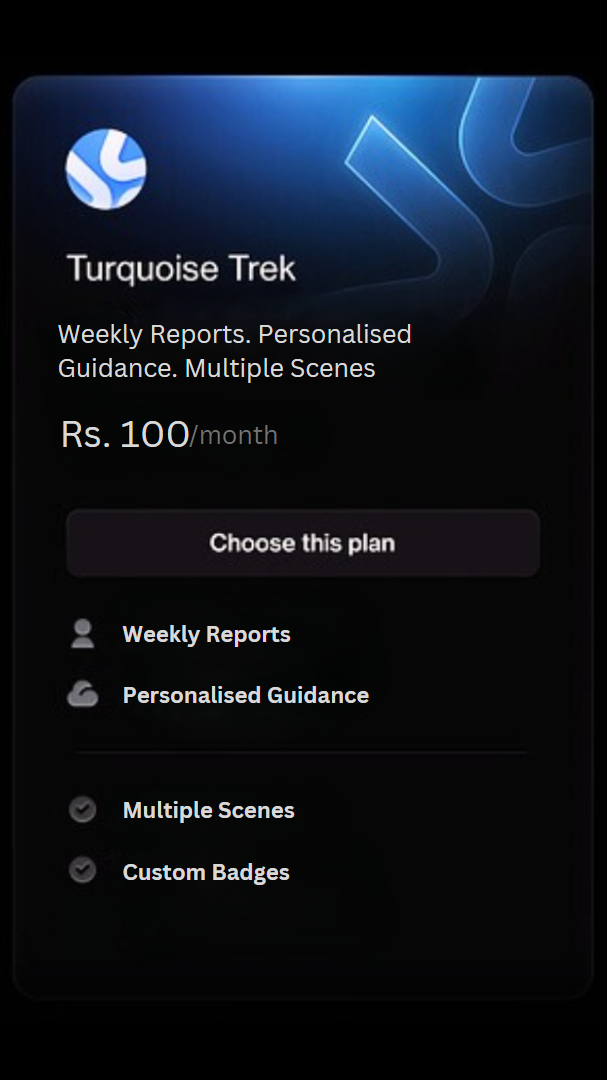 Turquoise Trek
Weekly Reports. Personalised
Guidance. Multiple Scenes
Rs. 100/month
Choose this plan
Weekly Reports
Personalised Guidance
Multiple Scenes
Custom Badges